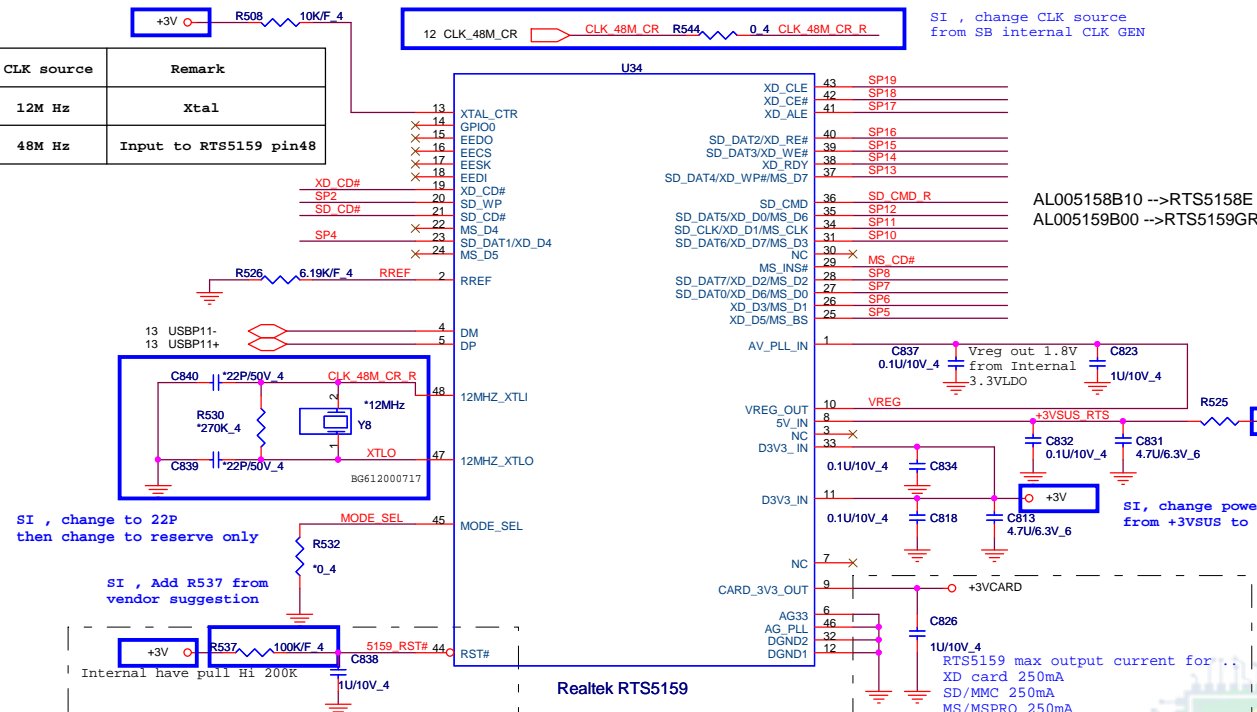 +3V R508 10K/F_4
12 CLK_48M_CR CLK_48M_CR R544 0_4 CLK_48M_CR_R
SI , change CLK source
from SB internal CLK GEN
CLK source Remark
12M Hz Xtal
48M Hz Input to RTS5159 pin48
U34
13 XTAL_CTR
14 GPIO0
15 EEDO
16 EECS
17 EESK
18 EEDI
XD_CD# 19 XD_CD#
SP2 20 SD_WP
SD_CD# 21 SD_CD#
22 MS_D4
SP4 23 SD_DAT1/XD_D4
24 MS_D5
R526 6.19K/F_4 RREF 2 RREF
13 USBP11- 4 DM
13 USBP11+ 5 DP
C840 *22P/50V_4 CLK_48M_CR_R 48 12MHZ_XTLI
R530
*270K_4
2 *12MHz
Y8
1
C839 *22P/50V_4 XTLO 47 12MHZ_XTLO
BG612000717
SI , change to 22P
then change to reserve only
MODE_SEL 45 MODE_SEL
R532
*0_4
SI , Add R537 from
vendor suggestion
+3V R537 100K/F_4 5159_RST# 44 RST#
Internal have pull Hi 200K
C838
1U/10V_4
XD_CLE 43 SP19
XD_CE# 42 SP18
XD_ALE 41 SP17
SD_DAT2/XD_RE# 40 SP16
SD_DAT3/XD_WE# 39 SP15
XD_RDY 38 SP14
SD_DAT4/XD_WP#/MS_D7 37 SP13
SD_CMD 36 SD_CMD_R
SD_DAT5/XD_D0/MS_D6 35 SP12
SD_CLK/XD_D1/MS_CLK 34 SP11
SD_DAT6/XD_D7/MS_D3 31 SP10
NC 30
MS_INS# 29 MS_CD#
SD_DAT7/XD_D2/MS_D2 28 SP8
SD_DAT0/XD_D6/MS_D0 27 SP7
XD_D3/MS_D1 26 SP6
XD_D5/MS_BS 25 SP5
AL005158B10 -->RTS5158E
AL005159B00 -->RTS5159GR
AV_PLL_IN 1
C837
0.1U/10V_4
Vreg out 1.8V
from Internal
3.3VLDO
C823
1U/10V_4
VREG_OUT 10 VREG
5V_IN 8 +3VSUS_RTS R525
NC 3
D3V3_ IN 33
C832
0.1U/10V_4
C831
4.7U/6.3V_6
0.1U/10V_4 C834
D3V3_IN 11 +3V
0.1U/10V_4 C818
C813
4.7U/6.3V_6
SI, change powe
from +3VSUS to
NC 7
CARD_3V3_OUT 9 +3VCARD
AG33 6
AG_PLL 46
DGND2 32
DGND1 12
C826
1U/10V_4
RTS5159 max output current for ..
XD card 250mA
SD/MMC 250mA
MS/MSPRO 250mA
Realtek RTS5159